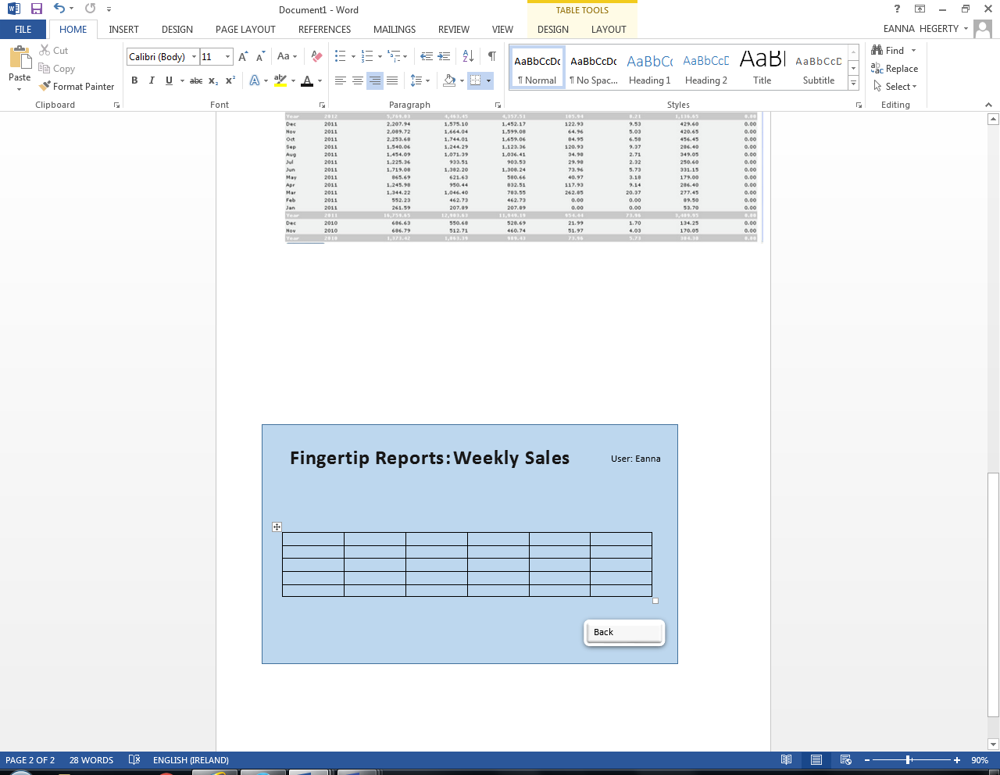 Document1 - Word
TABLE TOOLS
FILE HOME INSERT DESIGN PAGE LAYOUT REFERENCES MAILINGS REVIEW VIEW DESIGN LAYOUT EANNA HEGERTY
Paste
Cut
Copy
Format Painter
Clipboard
Calibri (Body) 11
Font
Paragraph
AaBbCcDc AaBbCcDc AaBbCc AaBbCcD AaBl AaBbCcD
¶ Normal ¶ No Spac... Heading 1 Heading 2 Title Subtitle
Styles
Find
Replace
Select
Editing
Year 2012 5,769.03 4,463.45 4,357.51 105.94 8.21 1,136.65 0.00
Dec 2011 2,207.94 1,575.10 1,452.17 122.93 9.53 429.60 0.00
Nov 2011 2,089.72 1,664.04 1,599.08 64.96 5.03 420.65 0.00
Oct 2011 2,253.68 1,744.01 1,659.06 84.95 6.58 456.45 0.00
Sep 2011 1,540.06 1,244.29 1,123.36 120.93 9.37 286.40 0.00
Aug 2011 1,454.09 1,071.39 1,036.41 34.98 2.71 349.05 0.00
Jul 2011 1,225.36 933.51 903.53 29.98 2.32 250.60 0.00
Jun 2011 1,719.08 1,382.20 1,308.24 73.96 5.73 331.15 0.00
May 2011 865.69 621.63 580.66 40.97 3.18 179.00 0.00
Apr 2011 1,245.98 950.44 832.51 117.93 9.14 286.40 0.00
Mar 2011 1,344.22 1,046.40 783.55 262.85 20.37 277.45 0.00
Feb 2011 552.23 462.73 462.73 0.00 0.00 89.50 0.00
Jan 2011 261.59 207.89 207.89 0.00 0.00 53.70 0.00
Year 2011 16,759.65 12,903.63 11,949.19 954.44 73.96 3,409.95 0.00
Dec 2010 686.63 550.68 528.69 21.99 1.70 134.25 0.00
Nov 2010 686.79 512.71 460.74 51.97 4.03 170.05 0.00
Year 2010 1,373.42 1,063.39 989.43 73.96 5.73 304.30 0.00
Fingertip Reports: Weekly Sales
User: Eanna
Back
PAGE 2 OF 2 28 WORDS ENGLISH (IRELAND) 90%